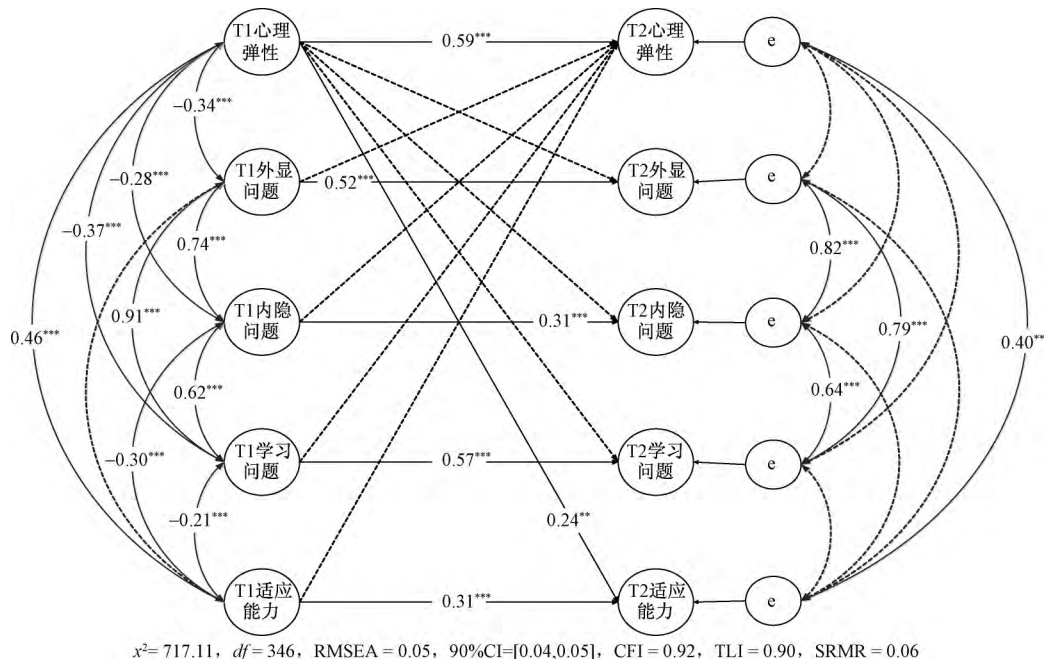 T1心理
弹性
0.59***
T2心理
弹性
e
−0.34***
T1外显
问题
0.52***
T2外显
问题
e
−0.28***
−0.37***
0.74***
0.82***
T1内隐
问题
0.31***
T2内隐
问题
e
0.46***
0.91***
0.79***
0.40**
0.62***
0.64***
T1学习
问题
0.57***
T2学习
问题
e
−0.30***
−0.21***
0.24**
T1适应
能力
0.31***
T2适应
能力
e
x²= 717.11，df = 346，RMSEA = 0.05，90%CI=[0.04,0.05]，CFI = 0.92，TLI = 0.90，SRMR = 0.06